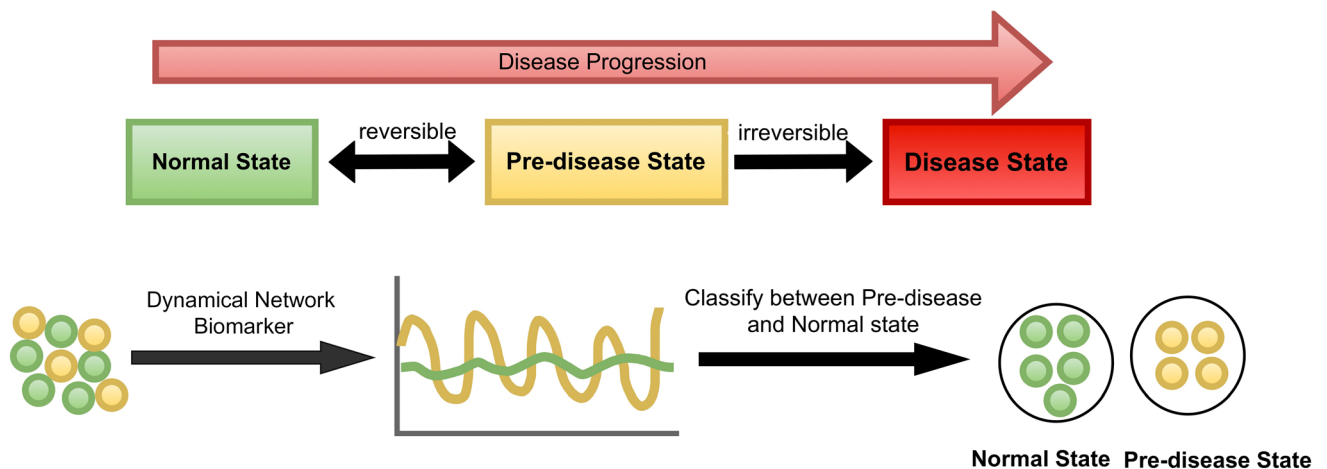 Disease Progression
reversible
irreversible
Normal State
Pre-disease State
Disease State
Dynamical Network
Biomarker
Classify between Pre-disease
and Normal state
Normal State
Pre-disease State